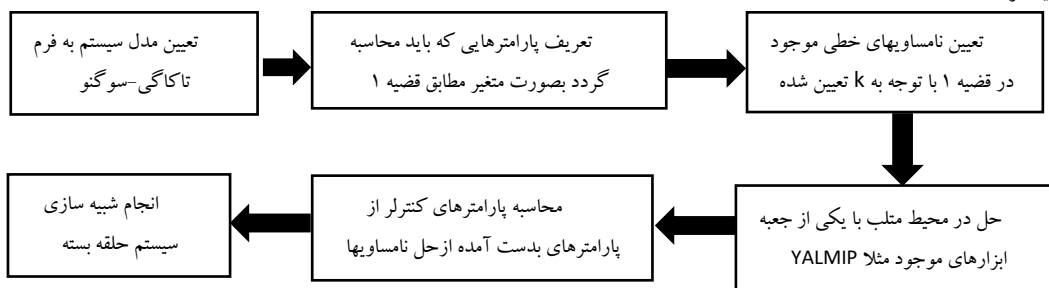 تعیین مدل سیستم به فرم
تاکاگی-سوگنو
تعریف پارامترهایی که باید محاسبه
گردد بصورت متغیر مطابق قضیه ۱
تعیین نامساویهای خطی موجود
در قضیه ۱ با توجه به k تعیین شده
حل در محیط متلب با یکی از جعبه
ابزارهای موجود مثلا YALMIP
محاسبه پارامترهای کنترلر از
پارامترهای بدست آمده ازحل نامساویها
انجام شبیه سازی
سیستم حلقه بسته